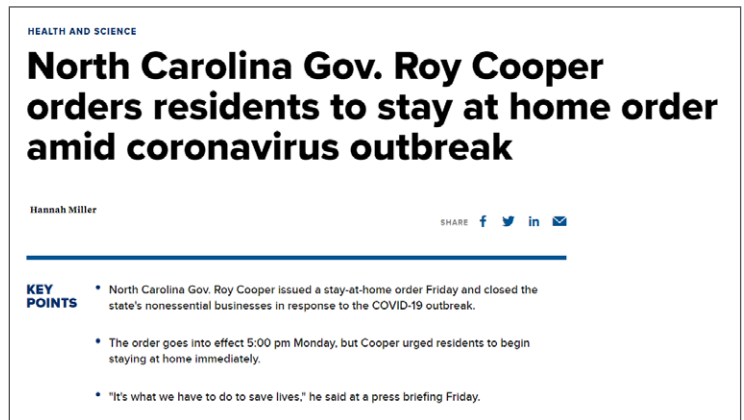 HEALTH AND SCIENCE
North Carolina Gov. Roy Cooper
orders residents to stay at home order
amid coronavirus outbreak
Hannah Miller
SHARE
KEY
POINTS
• North Carolina Gov. Roy Cooper issued a stay-at-home order Friday and closed the
state's nonessential businesses in response to the COVID-19 outbreak.
• The order goes into effect 5:00 pm Monday, but Cooper urged residents to begin
staying at home immediately.
• "It's what we have to do to save lives," he said at a press briefing Friday.